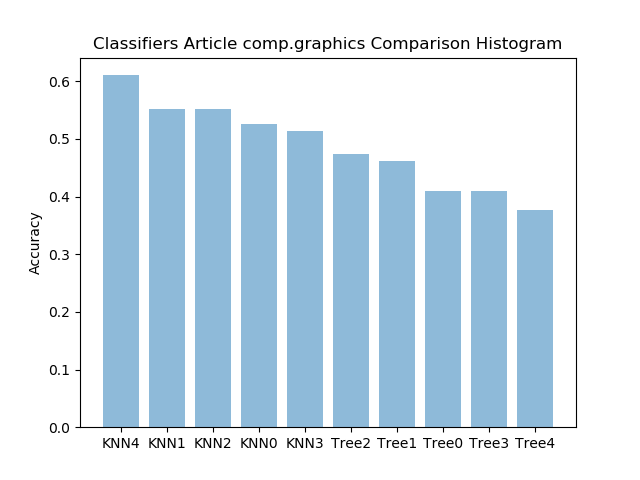 Classifiers Article comp.graphics Comparison Histogram
0.6
0.5
0.4
0.3
0.2
0.1
0.0
Accuracy
KNN4 KNN1 KNN2 KNN0 KNN3 Tree2 Tree1 Tree0 Tree3 Tree4